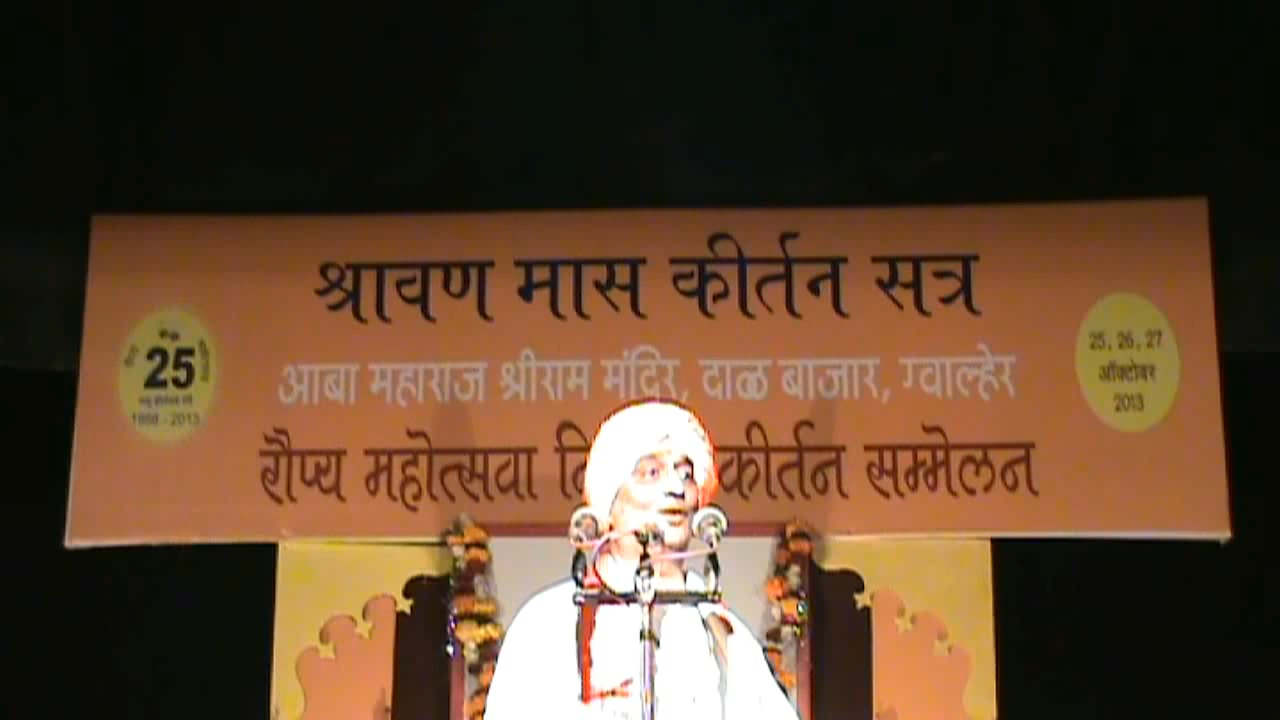 श्रावण मास कीर्तन सत्र
25
1988 - 2013
25, 26, 27
ऑक्टोबर
2013
आबा महाराज श्रीराम मंदिर, दाळ बाजार, ग्वाल्हेर
रौप्य महोत्सवा कीर्तन सम्मेलन